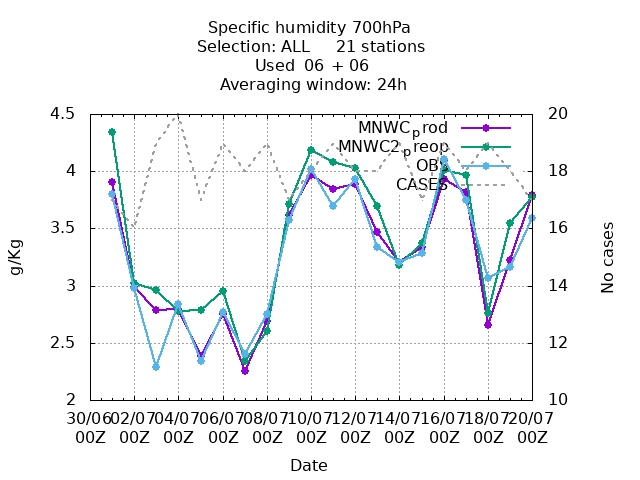 Specific humidity 700hPa
Selection: ALL 21 stations
Used 06 + 06
Averaging window: 24h
4.5
4
3.5
3
2.5
2
g/Kg
20
18
16
14
12
10
No cases
MNWC_prod
MNWC2_preop
OBS
CASES
30/06 02/07 04/07 06/07 08/07 10/07 12/07 14/07 16/07 18/07 20/07
00Z 00Z 00Z 00Z 00Z 00Z 00Z 00Z 00Z 00Z 00Z
Date